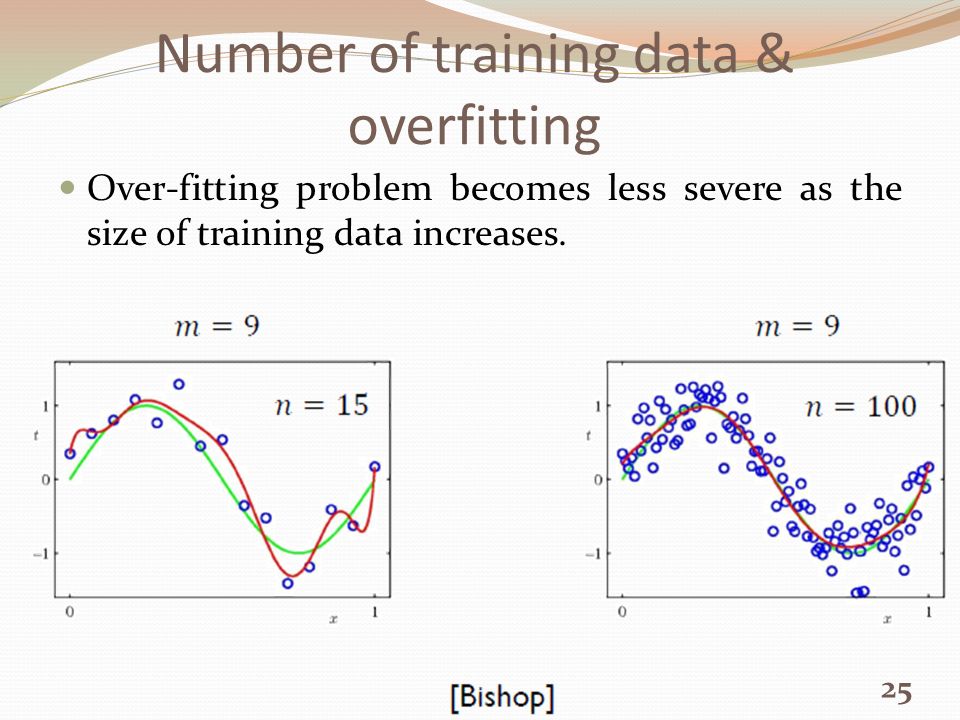 Number of training data &
overfitting
Over-fitting problem becomes less severe as the
size of training data increases.
m = 9
m = 9
n = 15
n = 100
1
t
0
−1
0
x
1
1
t
0
−1
0
x
1
[Bishop]
25